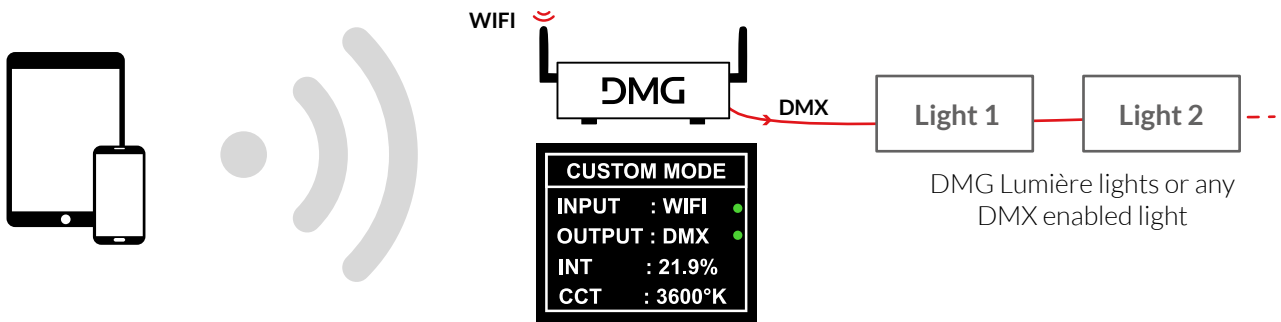 WIFI
DMG
DMX
Light 1
Light 2
CUSTOM MODE
INPUT : WIFI
OUTPUT : DMX
INT : 21.9%
CCT : 3600°K
DMG Lumière lights or any
DMX enabled light